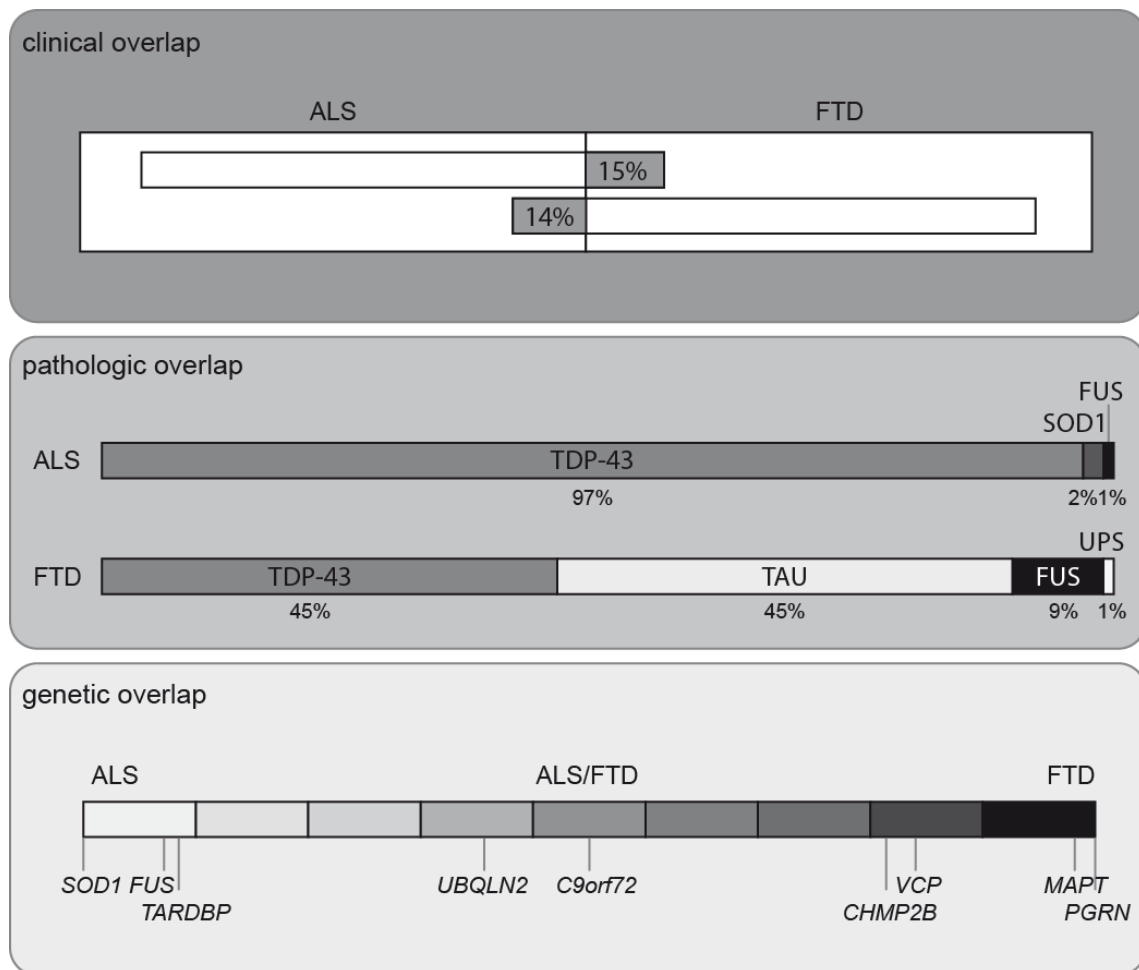 clinical overlap
ALS FTD
15%
14%
pathologic overlap
FUS
SOD1
ALS TDP-43
97% 2% 1%
UPS
FTD TDP-43 TAU FUS
45% 45% 9% 1%
genetic overlap
ALS ALS/FTD FTD
SOD1 FUS UBQLN2 C9orf72 VCP MAPT
TARDBP CHMP2B PGRN